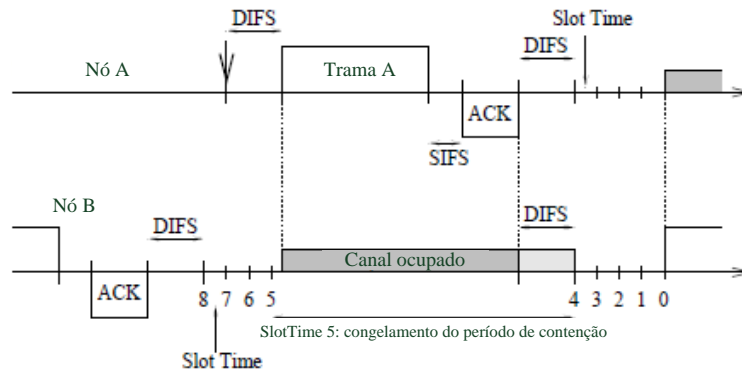 DIFS
Slot Time
DIFS
Nó A
Trama A
ACK
SIFS
Nó B
DIFS
DIFS
Canal ocupado
ACK
8 7 6 5 4 3 2 1 0
SlotTime 5: congelamento do período de contenção
Slot Time